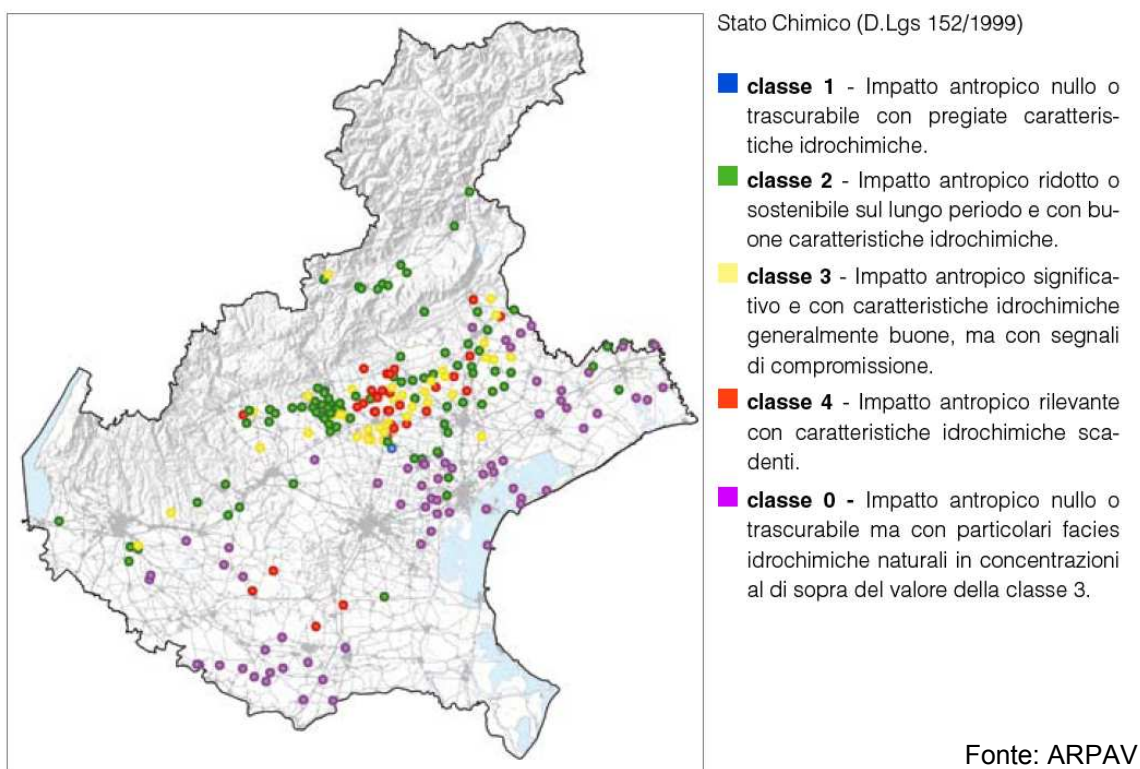 Stato Chimico (D.Lgs 152/1999)
classe 1 - Impatto antropico nullo o
trascurabile con pregiate caratteris-
tiche idrochimiche.
classe 2 - Impatto antropico ridotto o
sostenibile sul lungo periodo e con buo-
ne caratteristiche idrochimiche.
classe 3 - Impatto antropico significa-
tivo e con caratteristiche idrochimiche
generalmente buone, ma con segnali
di compromissione.
classe 4 - Impatto antropico rilevante
con caratteristiche idrochimiche sca-
denti.
classe 0 - Impatto antropico nullo o
trascurabile ma con particolari facies
idrochimiche naturali in concentrazioni
al di sopra del valore della classe 3.
Fonte: ARPAV